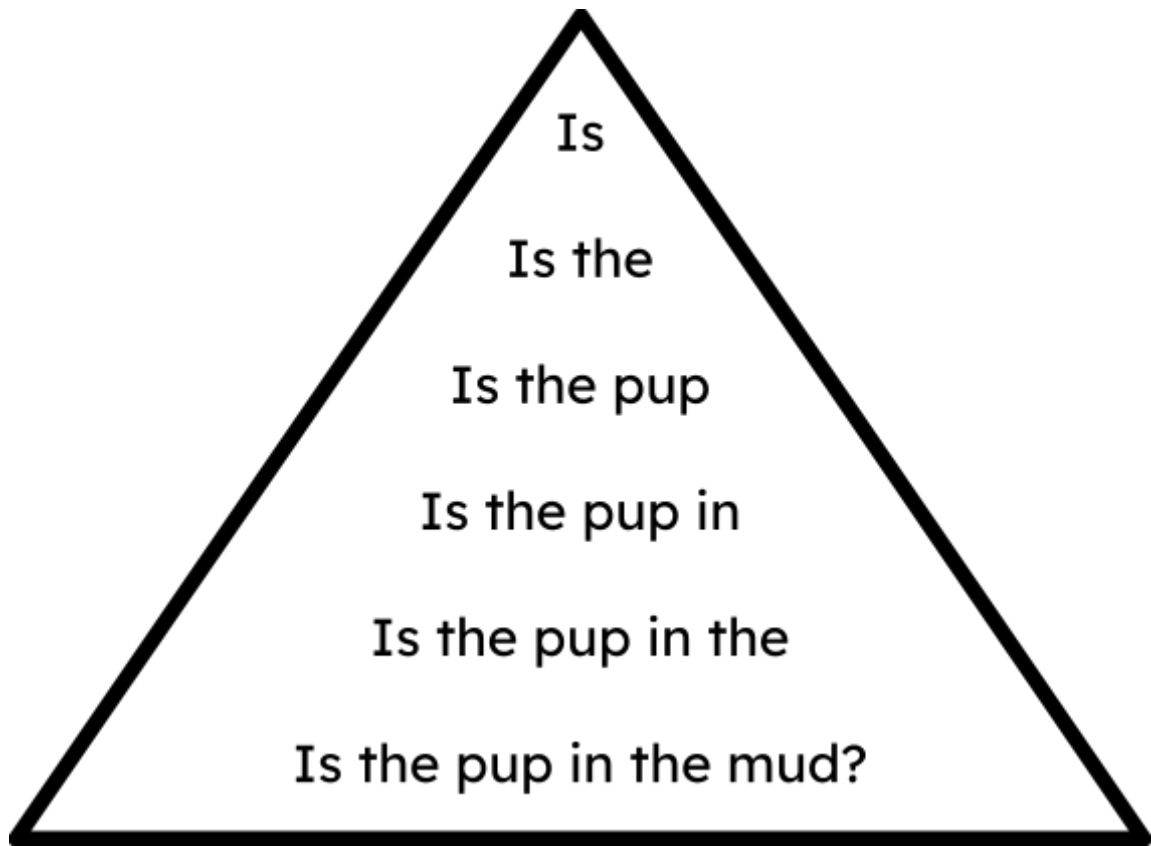 Is
Is the
Is the pup
Is the pup in
Is the pup in the
Is the pup in the mud?